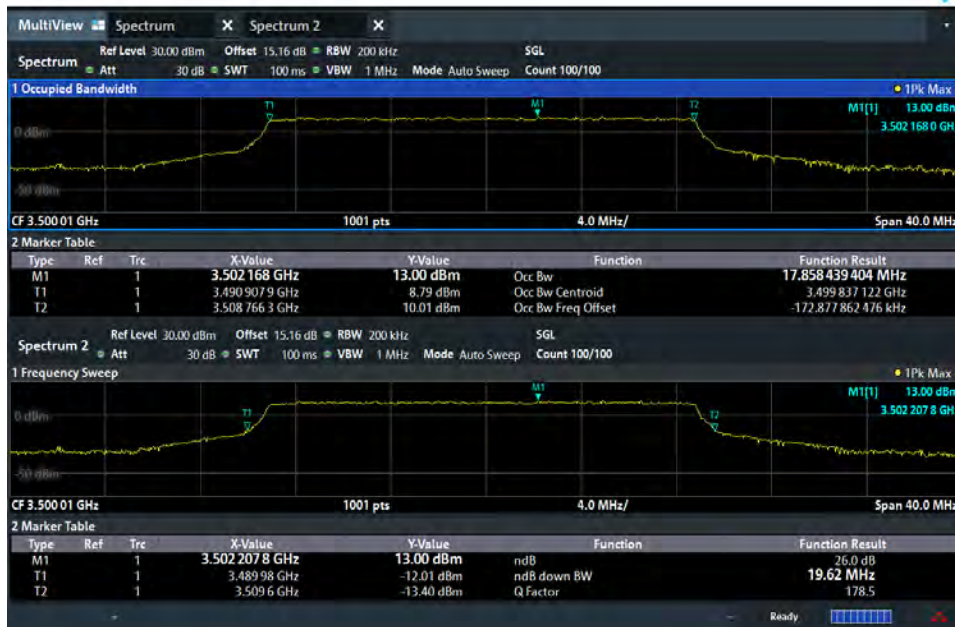 MultiView Spectrum X Spectrum 2 X
Spectrum
Ref Level 30.00 dBm Offset 15.16 dB RBW 200 kHz SGL
Att 30 dB SWT 100 ms VBW 1 MHz Mode Auto Sweep Count 100/100
1 Occupied Bandwidth 1Pk Max
T1 M1 T2 M1[1] 13.00 dBm
3.502 168 0 GH
0 dBm
-50 dBm
CF 3.500 01 GHz 1001 pts 4.0 MHz/ Span 40.0 MHz
2 Marker Table
Type Ref Trc X-Value Y-Value Function Function Result
M1 1 3.502168 GHz 13.00 dBm Occ Bw 17.858 439 404 MHz
T1 1 3.490 907 9 GHz 8.79 dBm Occ Bw Centroid 3.499 837 122 GHz
T2 1 3.508 766 3 GHz 10.01 dBm Occ Bw Freq Offset -172.877 862 476 kHz
Spectrum 2
Ref Level 30.00 dBm Offset 15.16 dB RBW 200 kHz SGL
Att 30 dB SWT 100 ms VBW 1 MHz Mode Auto Sweep Count 100/100
1 Frequency Sweep 1Pk Max
M1 M1[1] 13.00 dBm
3.502 207 8 GH
T1 T2
0 dBm
-50 dBm
CF 3.500 01 GHz 1001 pts 4.0 MHz/ Span 40.0 MHz
2 Marker Table
Type Ref Trc X-Value Y-Value Function Function Result
M1 1 3.502 207 8 GHz 13.00 dBm ndB 26.0 dB
T1 1 3.489 98 GHz -12.01 dBm ndB down BW 19.62 MHz
T2 1 3.509 6 GHz -13.40 dBm Q Factor 178.5
Ready